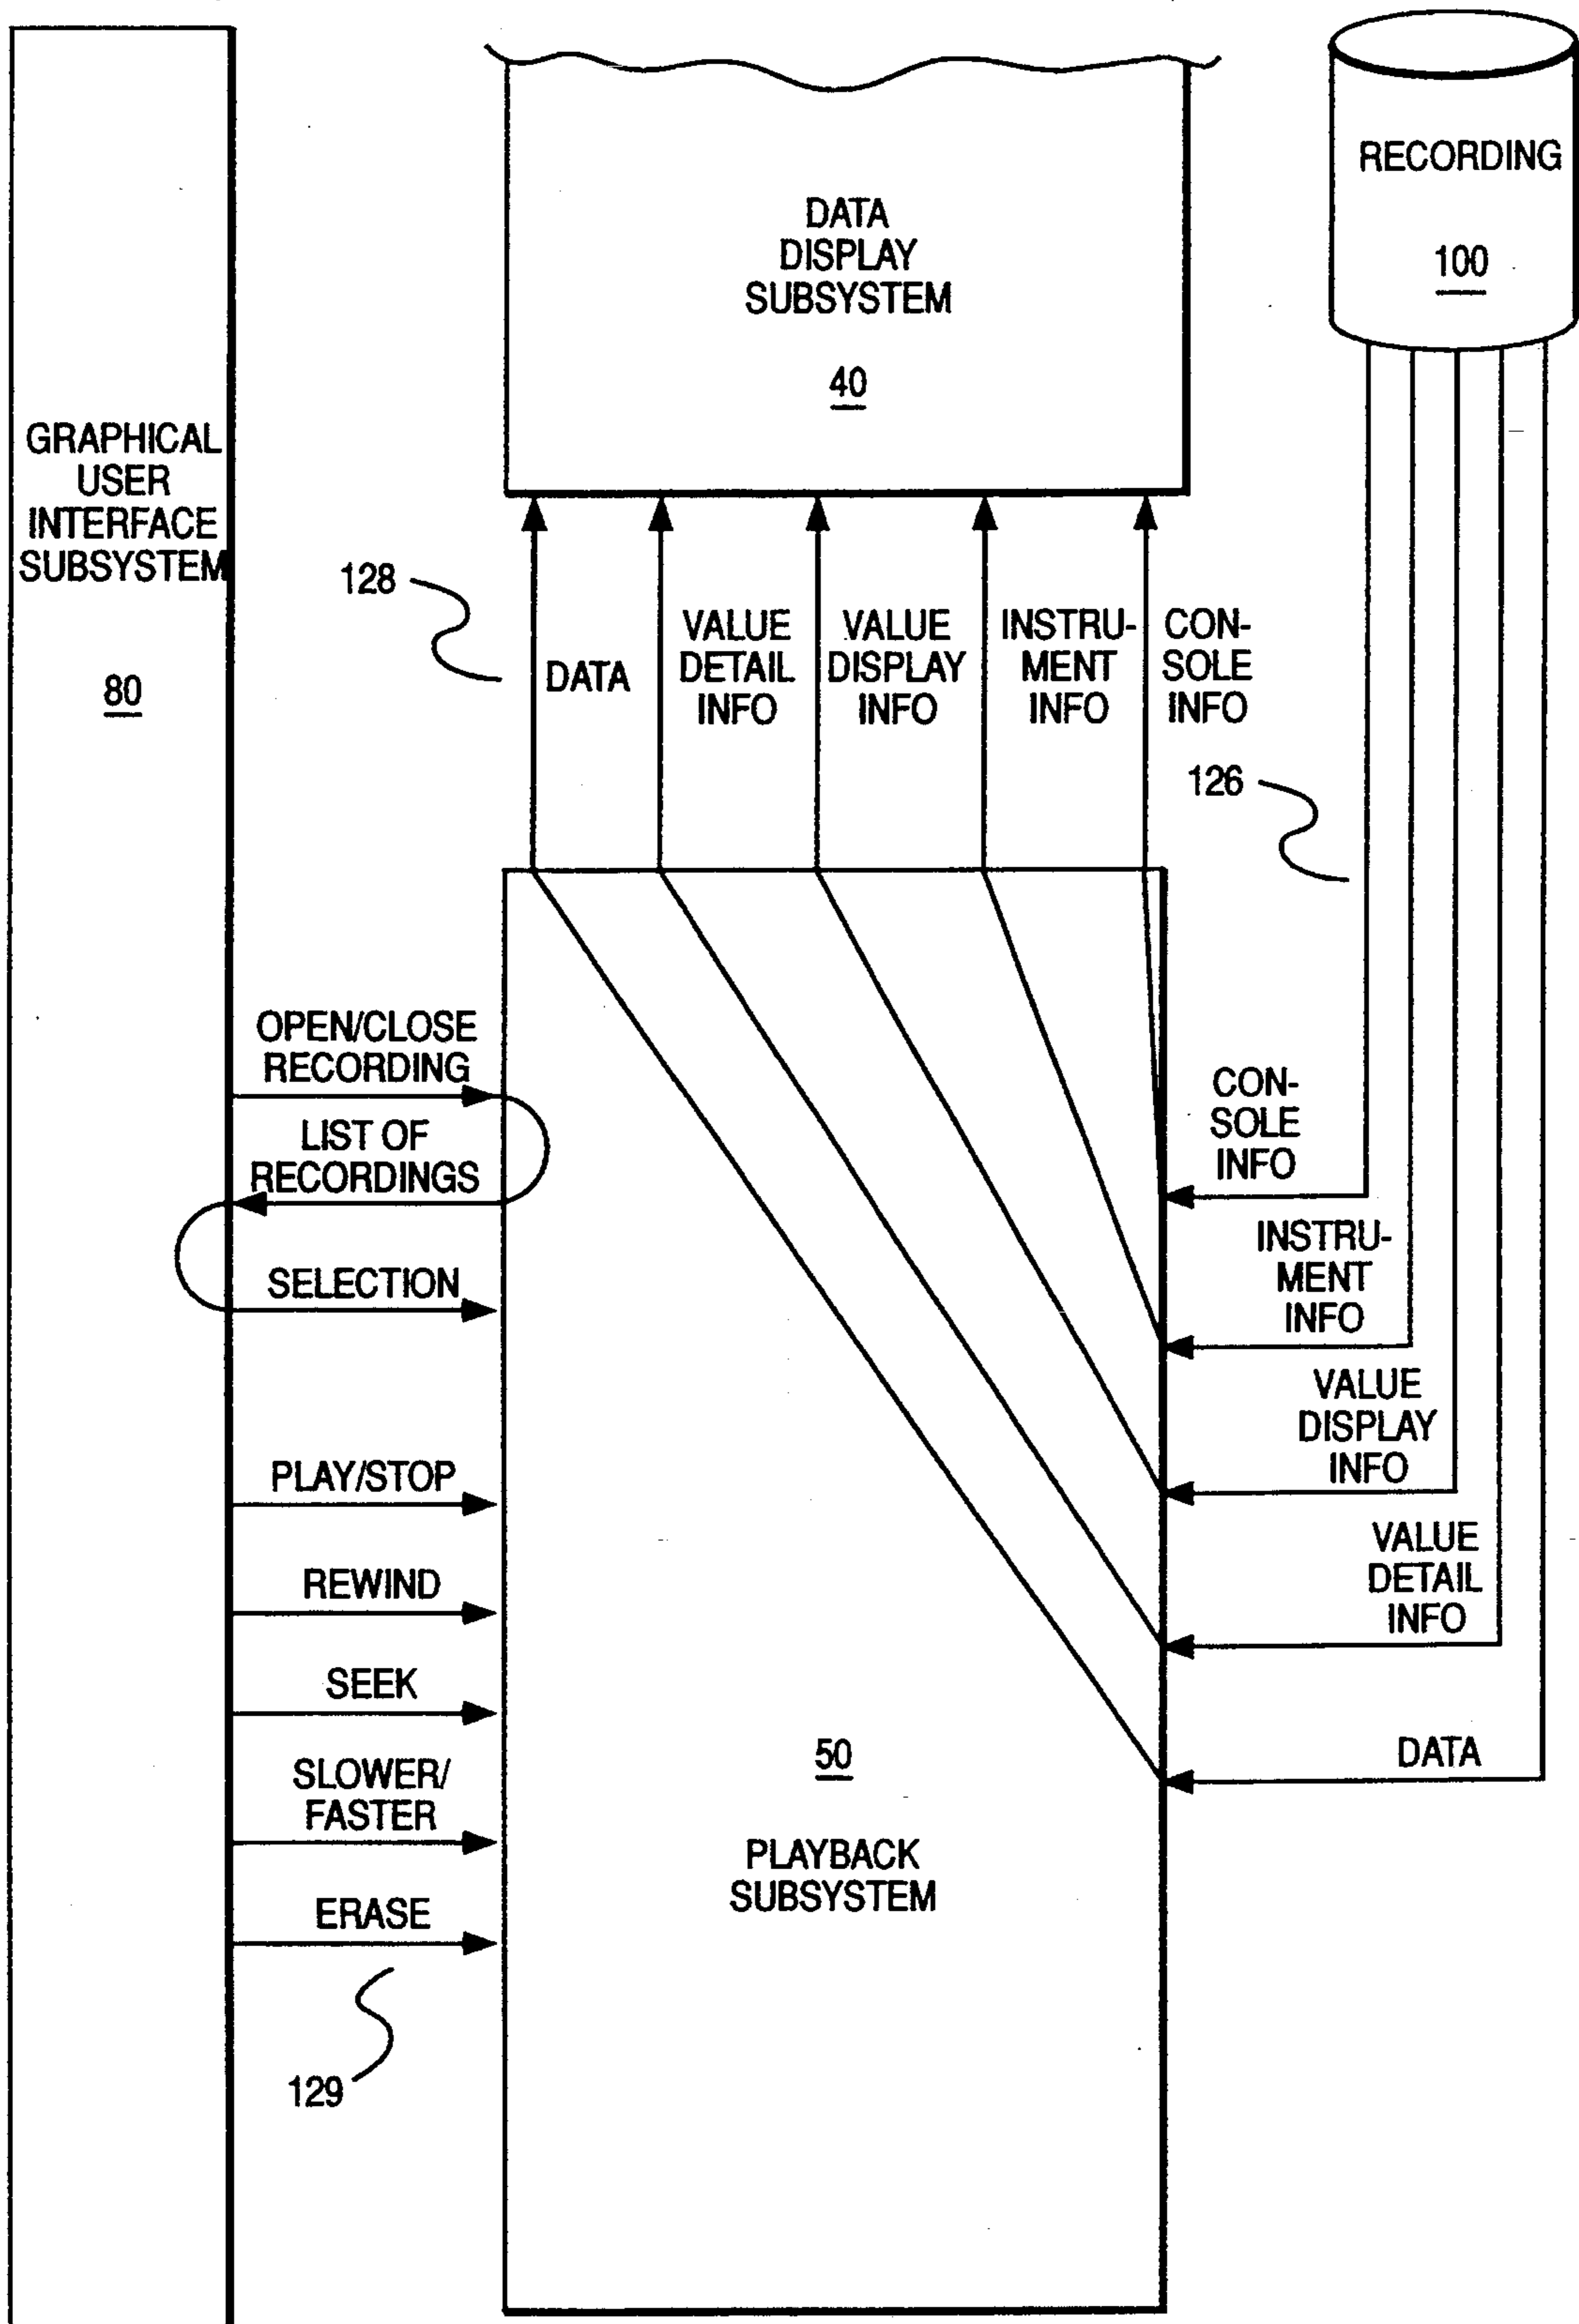 RECORDING
100
DATA
DISPLAY
SUBSYSTEM
40
GRAPHICAL
USER
INTERFACE
SUBSYSTEM
80
128
DATA
VALUE
DETAIL
INFO
VALUE
DISPLAY
INFO
INSTRU-
MENT
INFO
CON-
SOLE
INFO
126
OPEN/CLOSE
RECORDING
LIST OF
RECORDINGS
SELECTION
PLAY/STOP
REWIND
SEEK
SLOWER/
FASTER
ERASE
129
CON-
SOLE
INFO
INSTRU-
MENT
INFO
VALUE
DISPLAY
INFO
VALUE
DETAIL
INFO
DATA
50
PLAYBACK
SUBSYSTEM